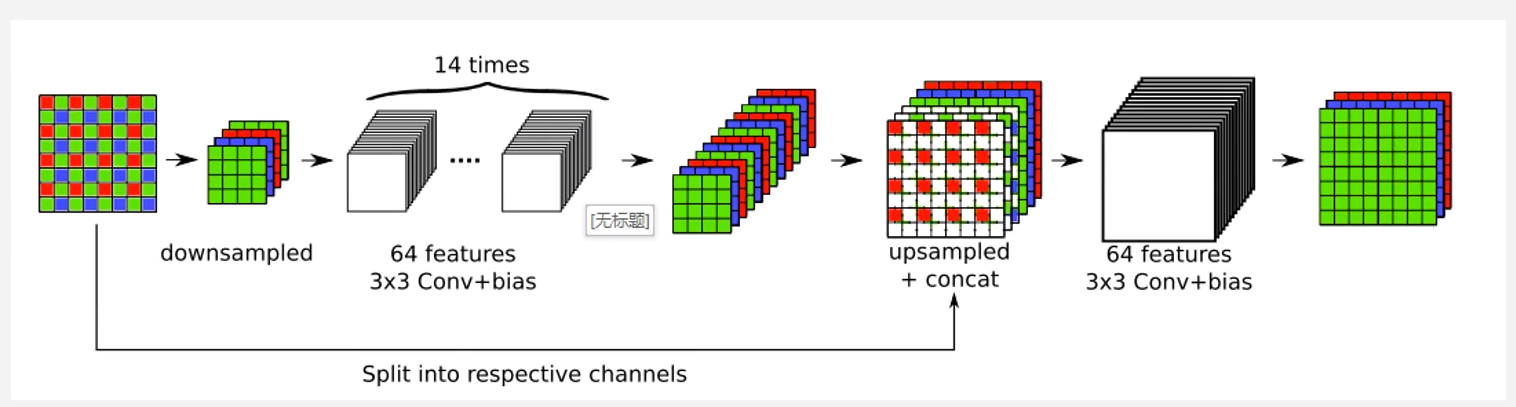 14 times
[无标题]
downsampled
64 features
3x3 Conv+bias
upsampled
+ concat
64 features
3x3 Conv+bias
Split into respective channels